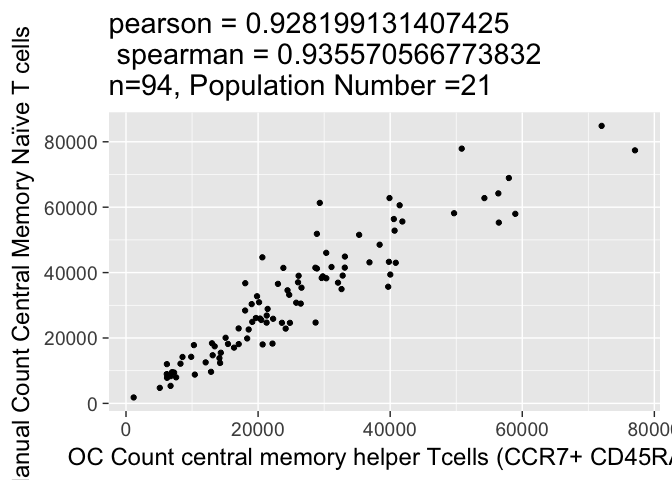 pearson = 0.928199131407425
spearman = 0.935570566773832
n=94, Population Number =21
anual Count Central Memory Naïve T cells
80000
60000
40000
20000
0
0 20000 40000 60000 80000
OC Count central memory helper Tcells (CCR7+ CD45RA